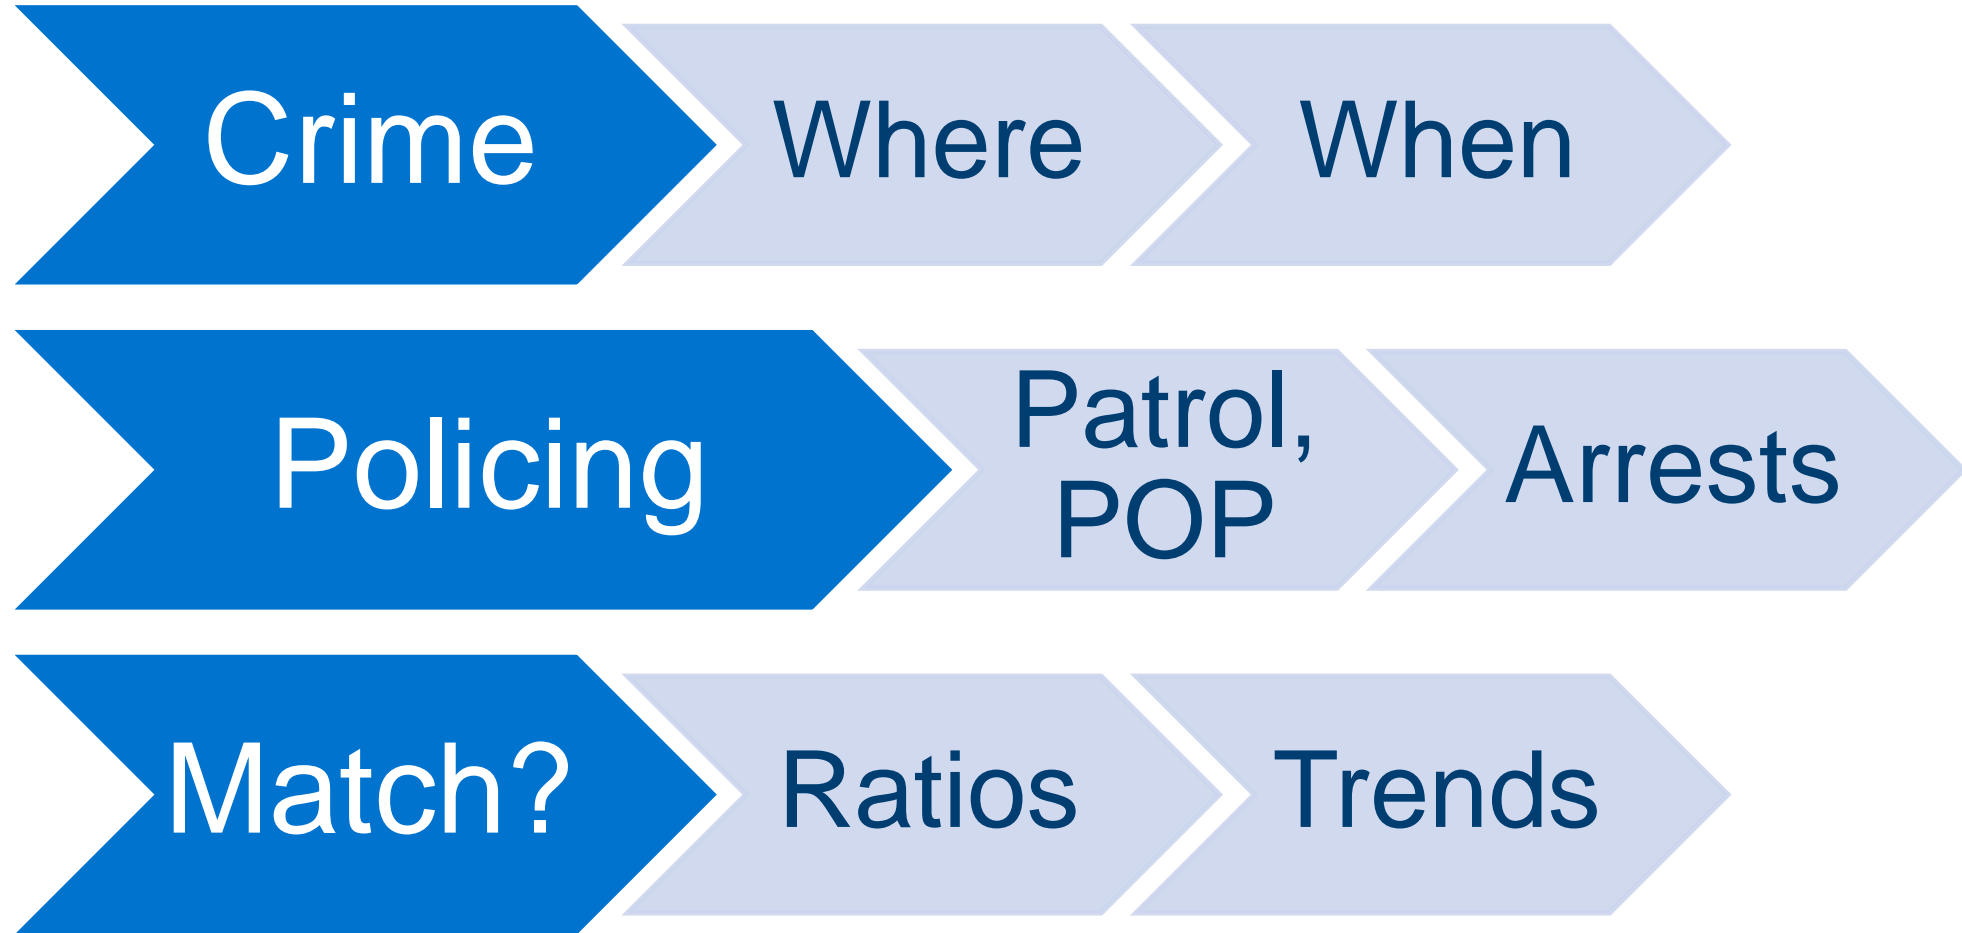 Crime
Where
When
Policing
Patrol,
POP
Arrests
Match?
Ratios
Trends